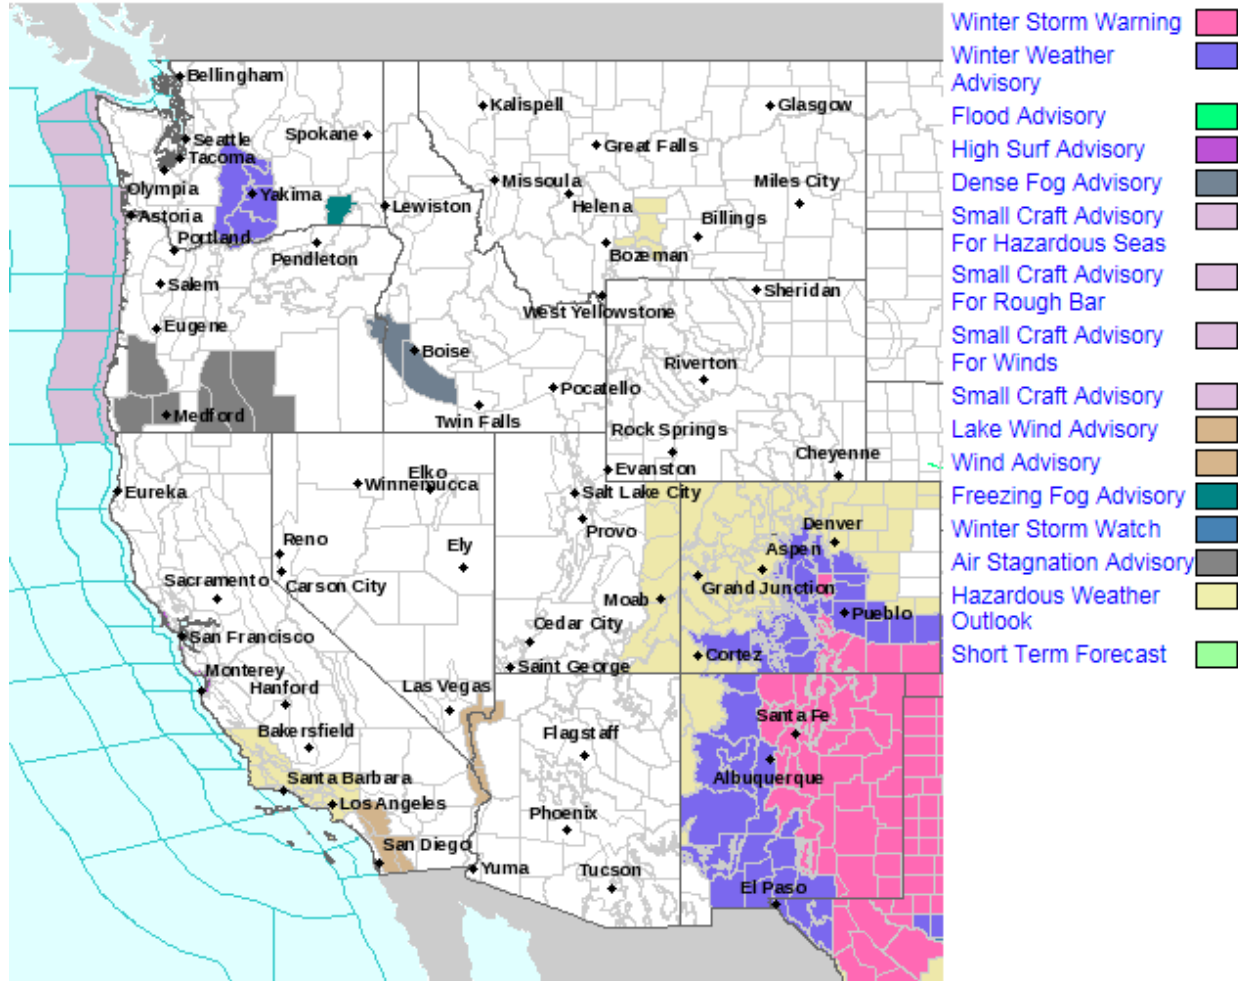 Bellingham
Kalispell
Glasgow
Seattle
Spokane
Great Falls
Tacoma
Missoula
Miles City
Olympia
Yakima
Lewiston
Helena
Astoria
Billings
Portland
Pendleton
Bozeman
Salem
Sheridan
West Yellowstone
Eugene
Boise
Riverton
Pocatello
Medford
Twin Falls
Rock Springs
Cheyenne
Evanston
Elko
Winnemucca
Eureka
Salt Lake City
Provo
Denver
Reno
Ely
Aspen
Sacramento
Carson City
Grand Junction
Moab
Pueblo
Cedar City
San Francisco
Cortez
Saint George
Monterey
Hanford
Las Vegas
Santa Fe
Bakersfield
Flagstaff
Santa Barbara
Albuquerque
Los Angeles
Phoenix
San Diego
Yuma
Tucson
El Paso
Winter Storm Warning
Winter Weather
Advisory
Flood Advisory
High Surf Advisory
Dense Fog Advisory
Small Craft Advisory
For Hazardous Seas
Small Craft Advisory
For Rough Bar
Small Craft Advisory
For Winds
Small Craft Advisory
Lake Wind Advisory
Wind Advisory
Freezing Fog Advisory
Winter Storm Watch
Air Stagnation Advisory
Hazardous Weather
Outlook
Short Term Forecast